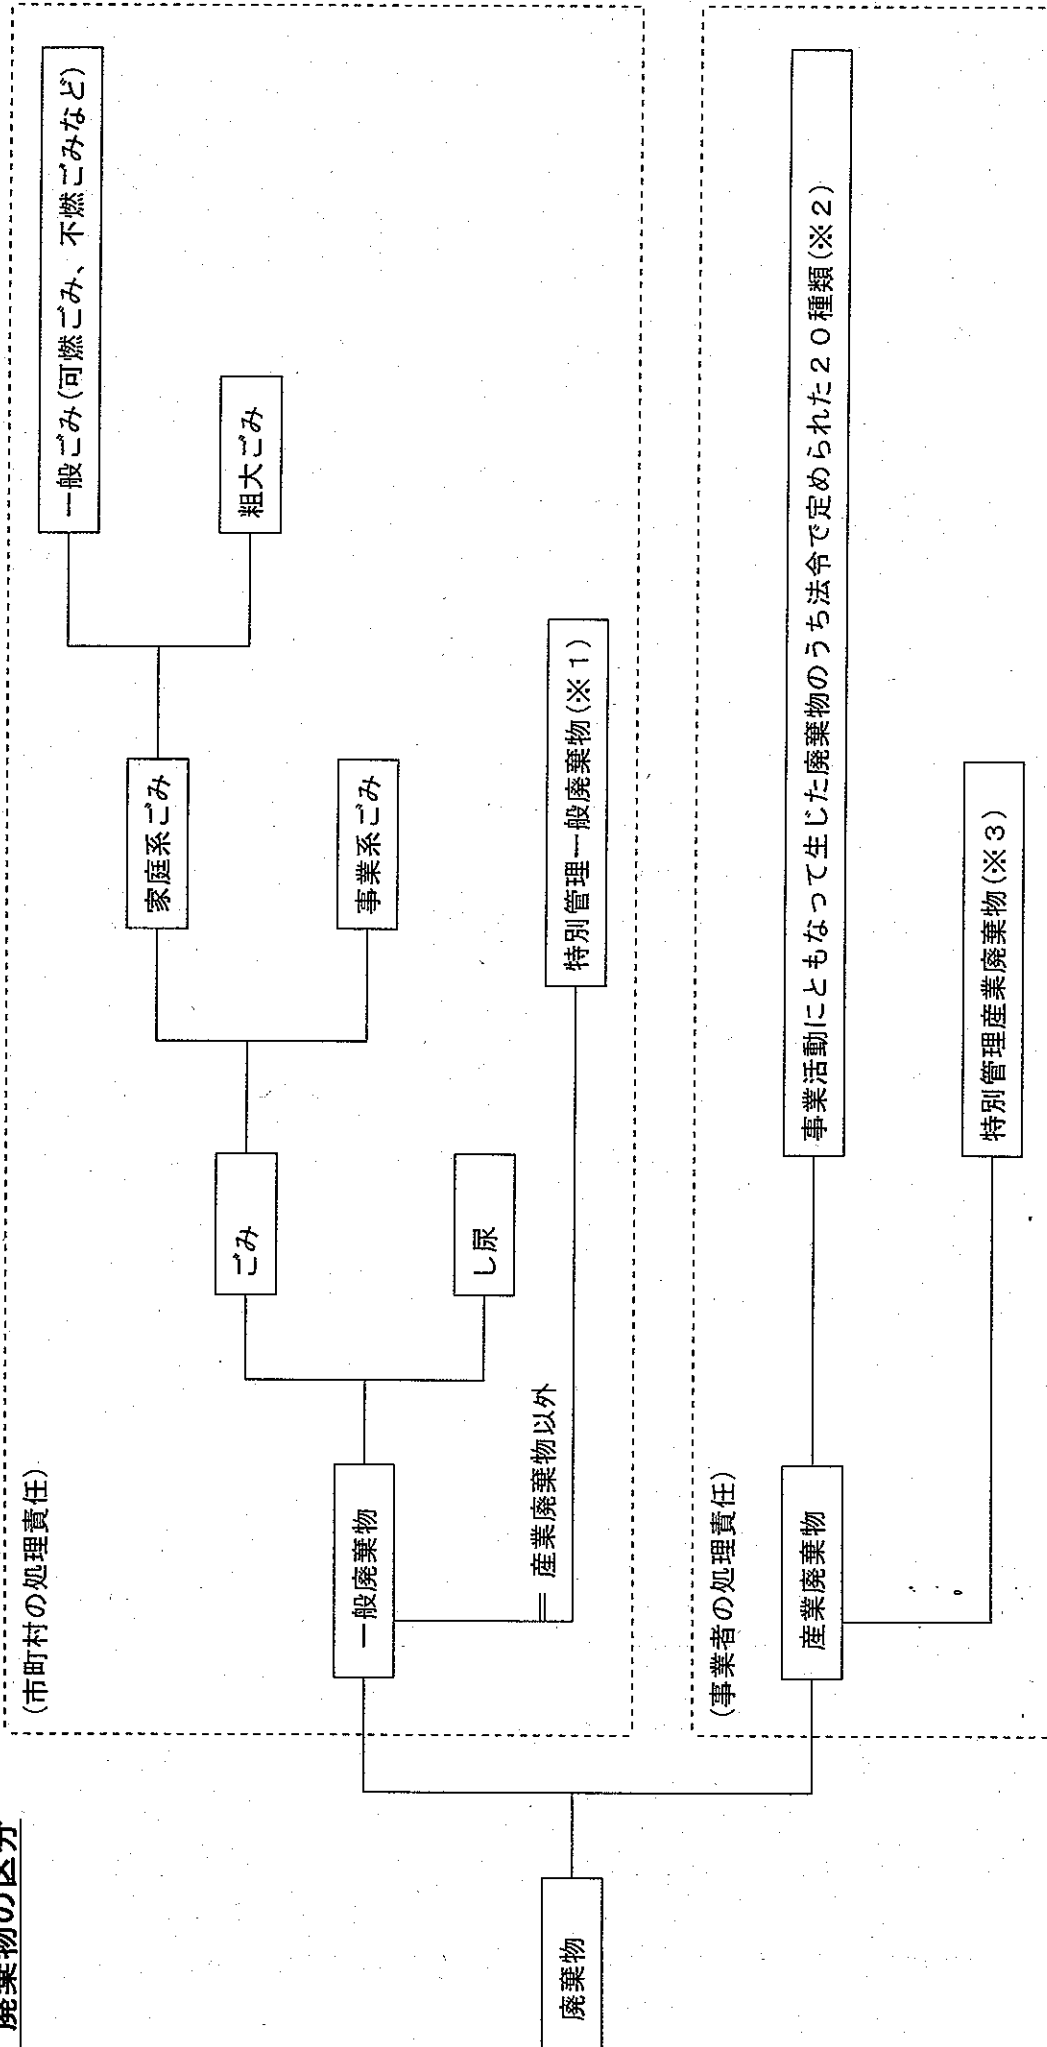 廃棄物の区分
(市町村の処理責任)
一般ごみ(可燃ごみ、不燃ごみなど)
家庭系ごみ
粗大ごみ
ごみ
事業系ごみ
一般廃棄物
し尿
= 産業廃棄物以外
特別管理一般廃棄物(※1)
廃棄物
(事業者の処理責任)
産業廃棄物
事業活動にともなって生じた廃棄物のうち法令で定められた20種類(※2)
特別管理産業廃棄物(※3)